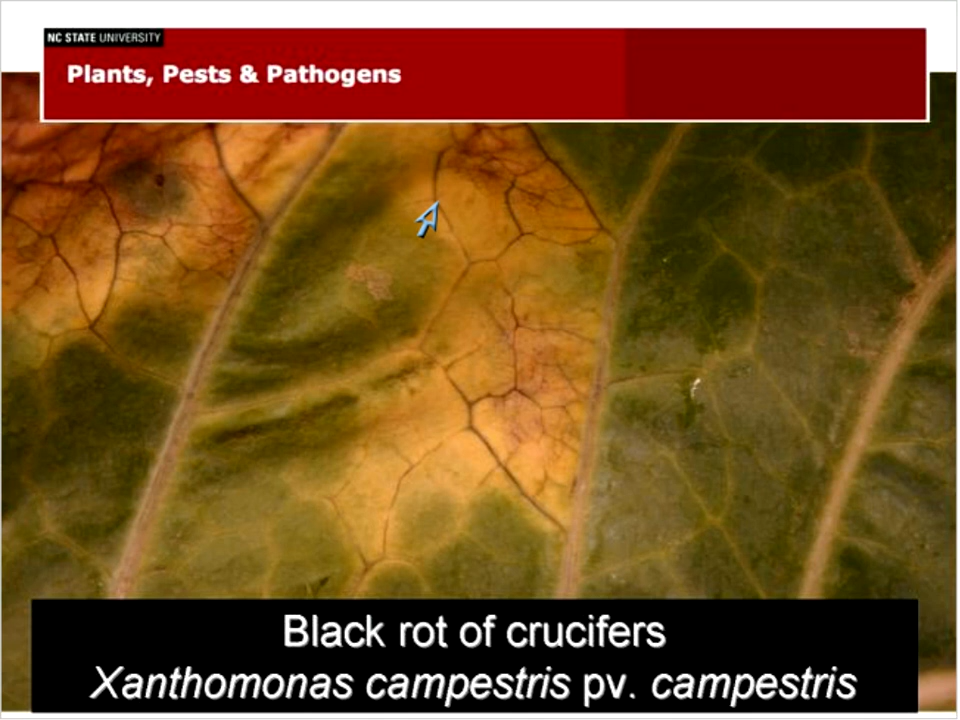 NC STATE UNIVERSITY
Plants, Pests & Pathogens
Black rot of crucifers
Xanthomonas campestris pv. campestris